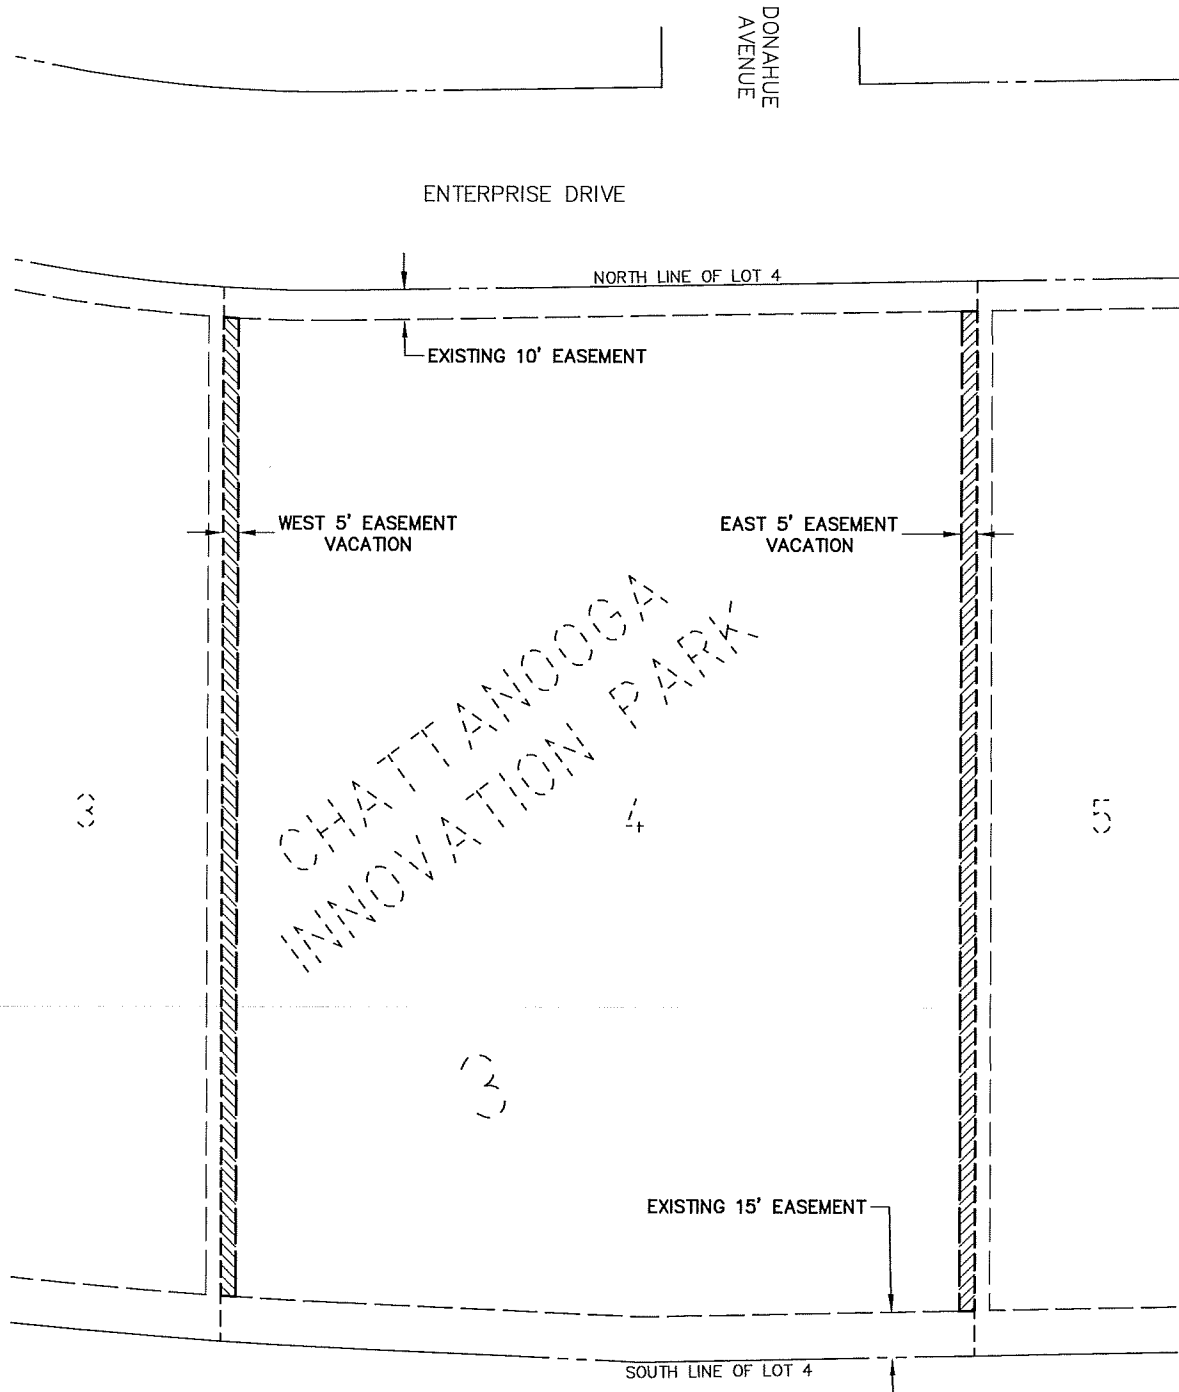 DONAHUE
AVENUE
ENTERPRISE DRIVE
NORTH LINE OF LOT 4
EXISTING 10' EASEMENT
WEST 5' EASEMENT
VACATION
EAST 5' EASEMENT
VACATION
CHATTANOOGA
INNOVATION PARK
3
4
5
3
EXISTING 15' EASEMENT
SOUTH LINE OF LOT 4